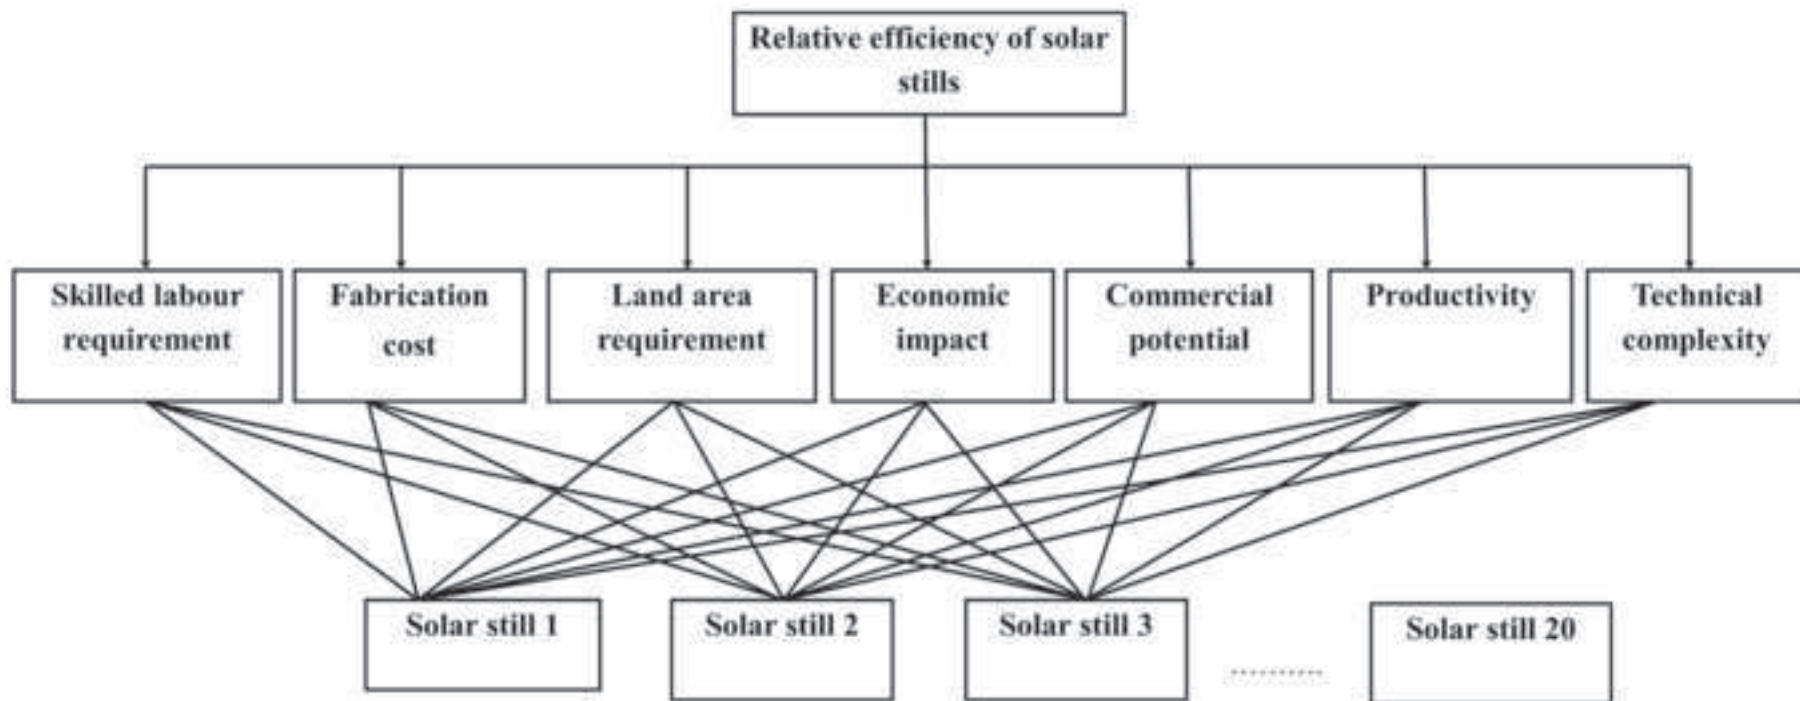 Relative efficiency of solar
stills
Skilled labour
requirement
Fabrication
cost
Land area
requirement
Economic
impact
Commercial
potential
Productivity
Technical
complexity
Solar still 1
Solar still 2
Solar still 3
..........
Solar still 20